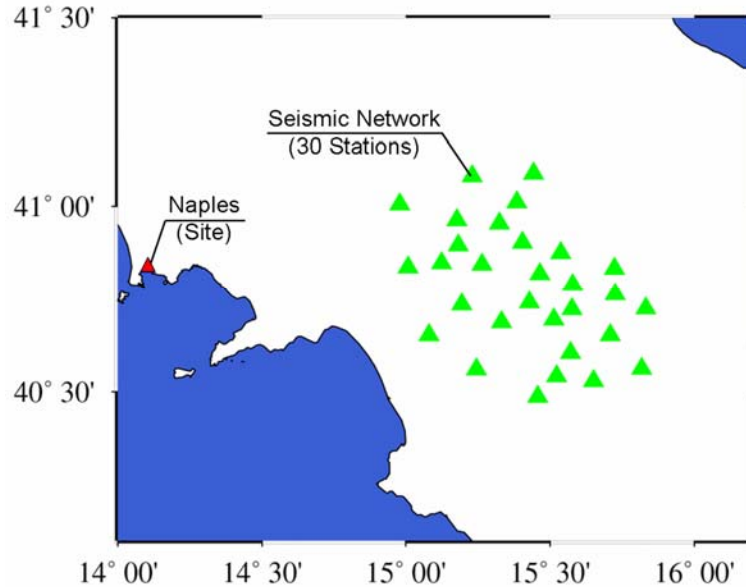 41° 30'
Seismic Network
(30 Stations)
41° 00'
Naples
(Site)
40° 30'
14° 00'
14° 30'
15° 00'
15° 30'
16° 00'